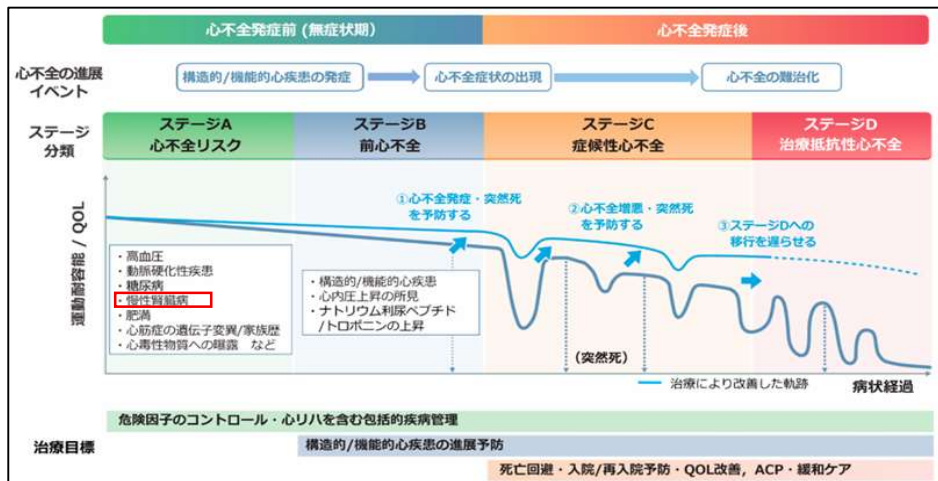 心不全発症前 (無症状期)
心不全発症後
心不全の進展
イベント
構造的/機能的心疾患の発症
心不全症状の出現
心不全の難治化
ステージ
分類
ステージA
心不全リスク
ステージB
前心不全
ステージC
症候性心不全
ステージD
治療抵抗性心不全
運動耐容能 / QOL
①心不全発症・突然死
を予防する
②心不全増悪・突然死
を予防する
③ステージDへの
移行を遅らせる
・高血圧
・動脈硬化性疾患
・糖尿病
・慢性腎臓病
・肥満
・心筋症の遺伝子変異/家族歴
・心毒性物質への曝露 など
・構造的/機能的心疾患
・心内圧上昇の所見
・ナトリウム利尿ペプチド
/トロポニンの上昇
(突然死)
治療により改善した軌跡
病状経過
治療目標
危険因子のコントロール・心リハを含む包括的疾病管理
構造的/機能的心疾患の進展予防
死亡回避・入院/再入院予防・QOL改善, ACP・緩和ケア